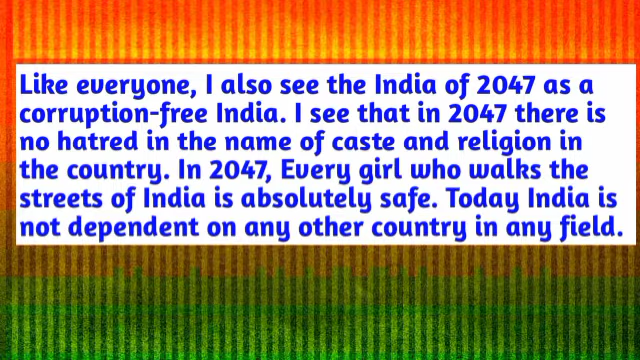 Like everyone, I also see the India of 2047 as a
corruption-free India. I see that in 2047 there is
no hatred in the name of caste and religion in
the country. In 2047, Every girl who walks the
streets of India is absolutely safe. Today India is
not dependent on any other country in any field.